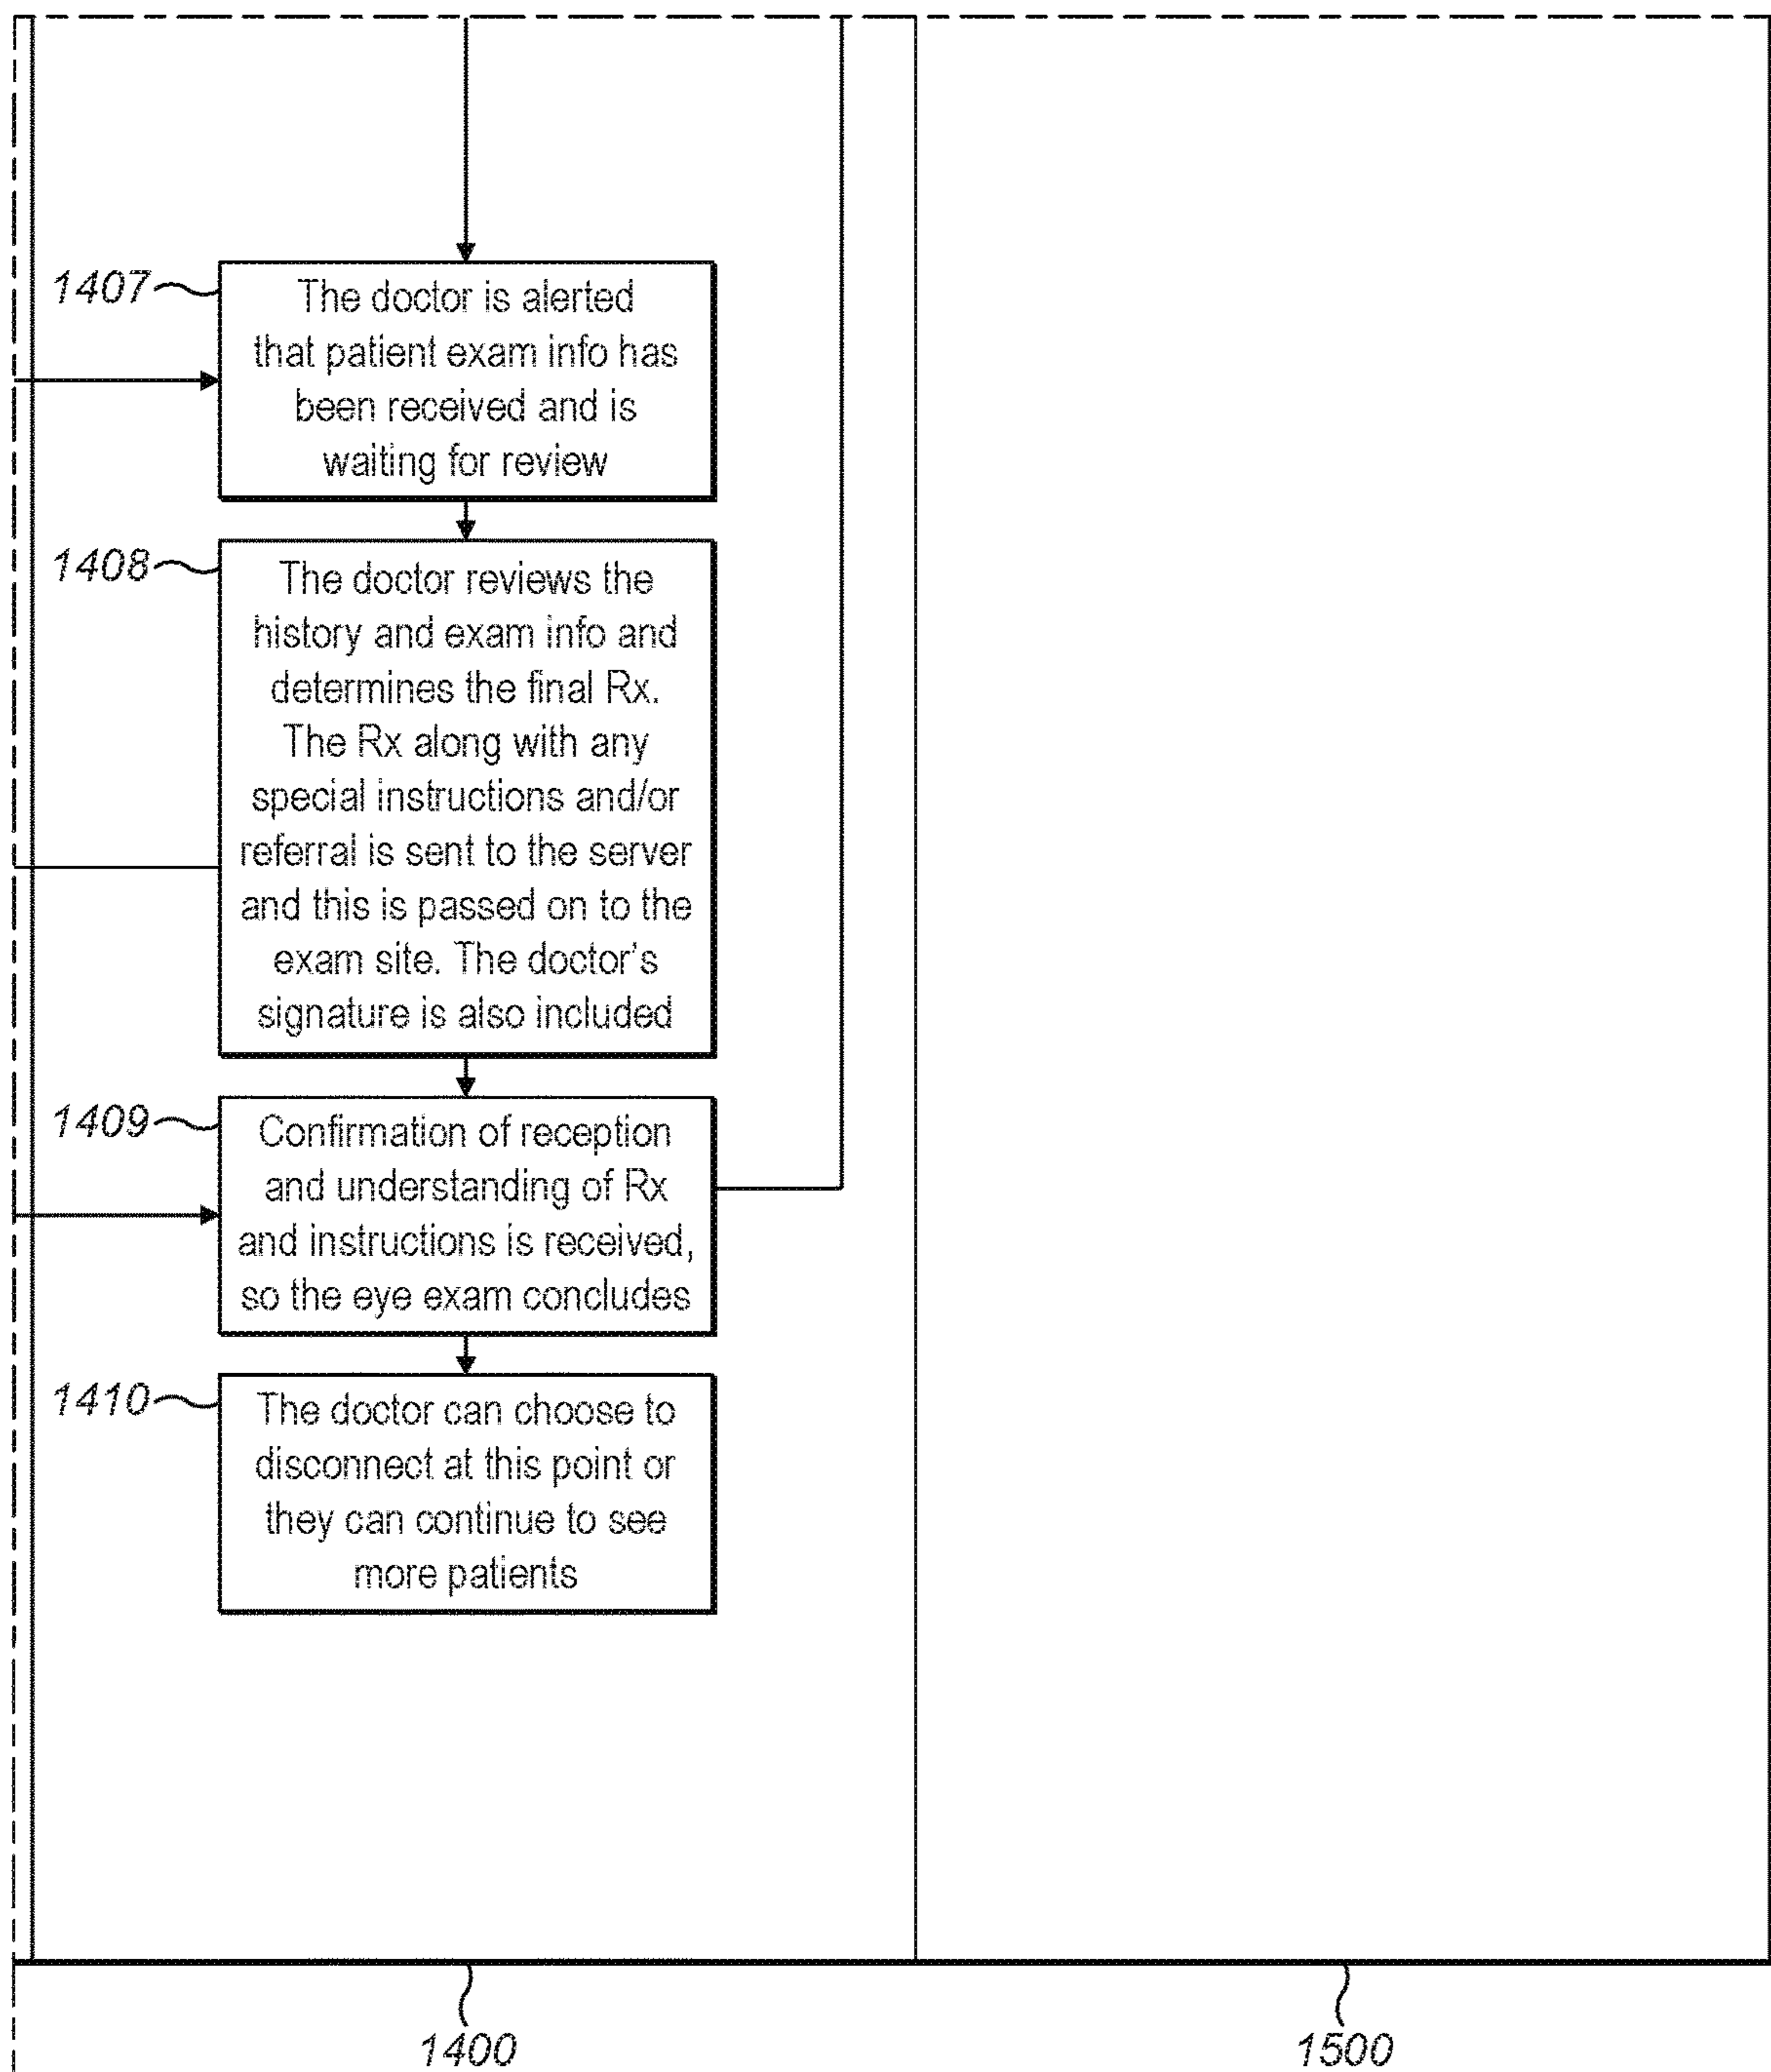 1407
The doctor is alerted
that patient exam info has
been received and is
waiting for review
1408
The doctor reviews the
history and exam info and
determines the final Rx.
The Rx along with any
special instructions and/or
referral is sent to the server
and this is passed on to the
exam site. The doctor's
signature is also included
1409
Confirmation of reception
and understanding of Rx
and instructions is received,
so the eye exam concludes
1410
The doctor can choose to
disconnect at this point or
they can continue to see
more patients
1400
1500